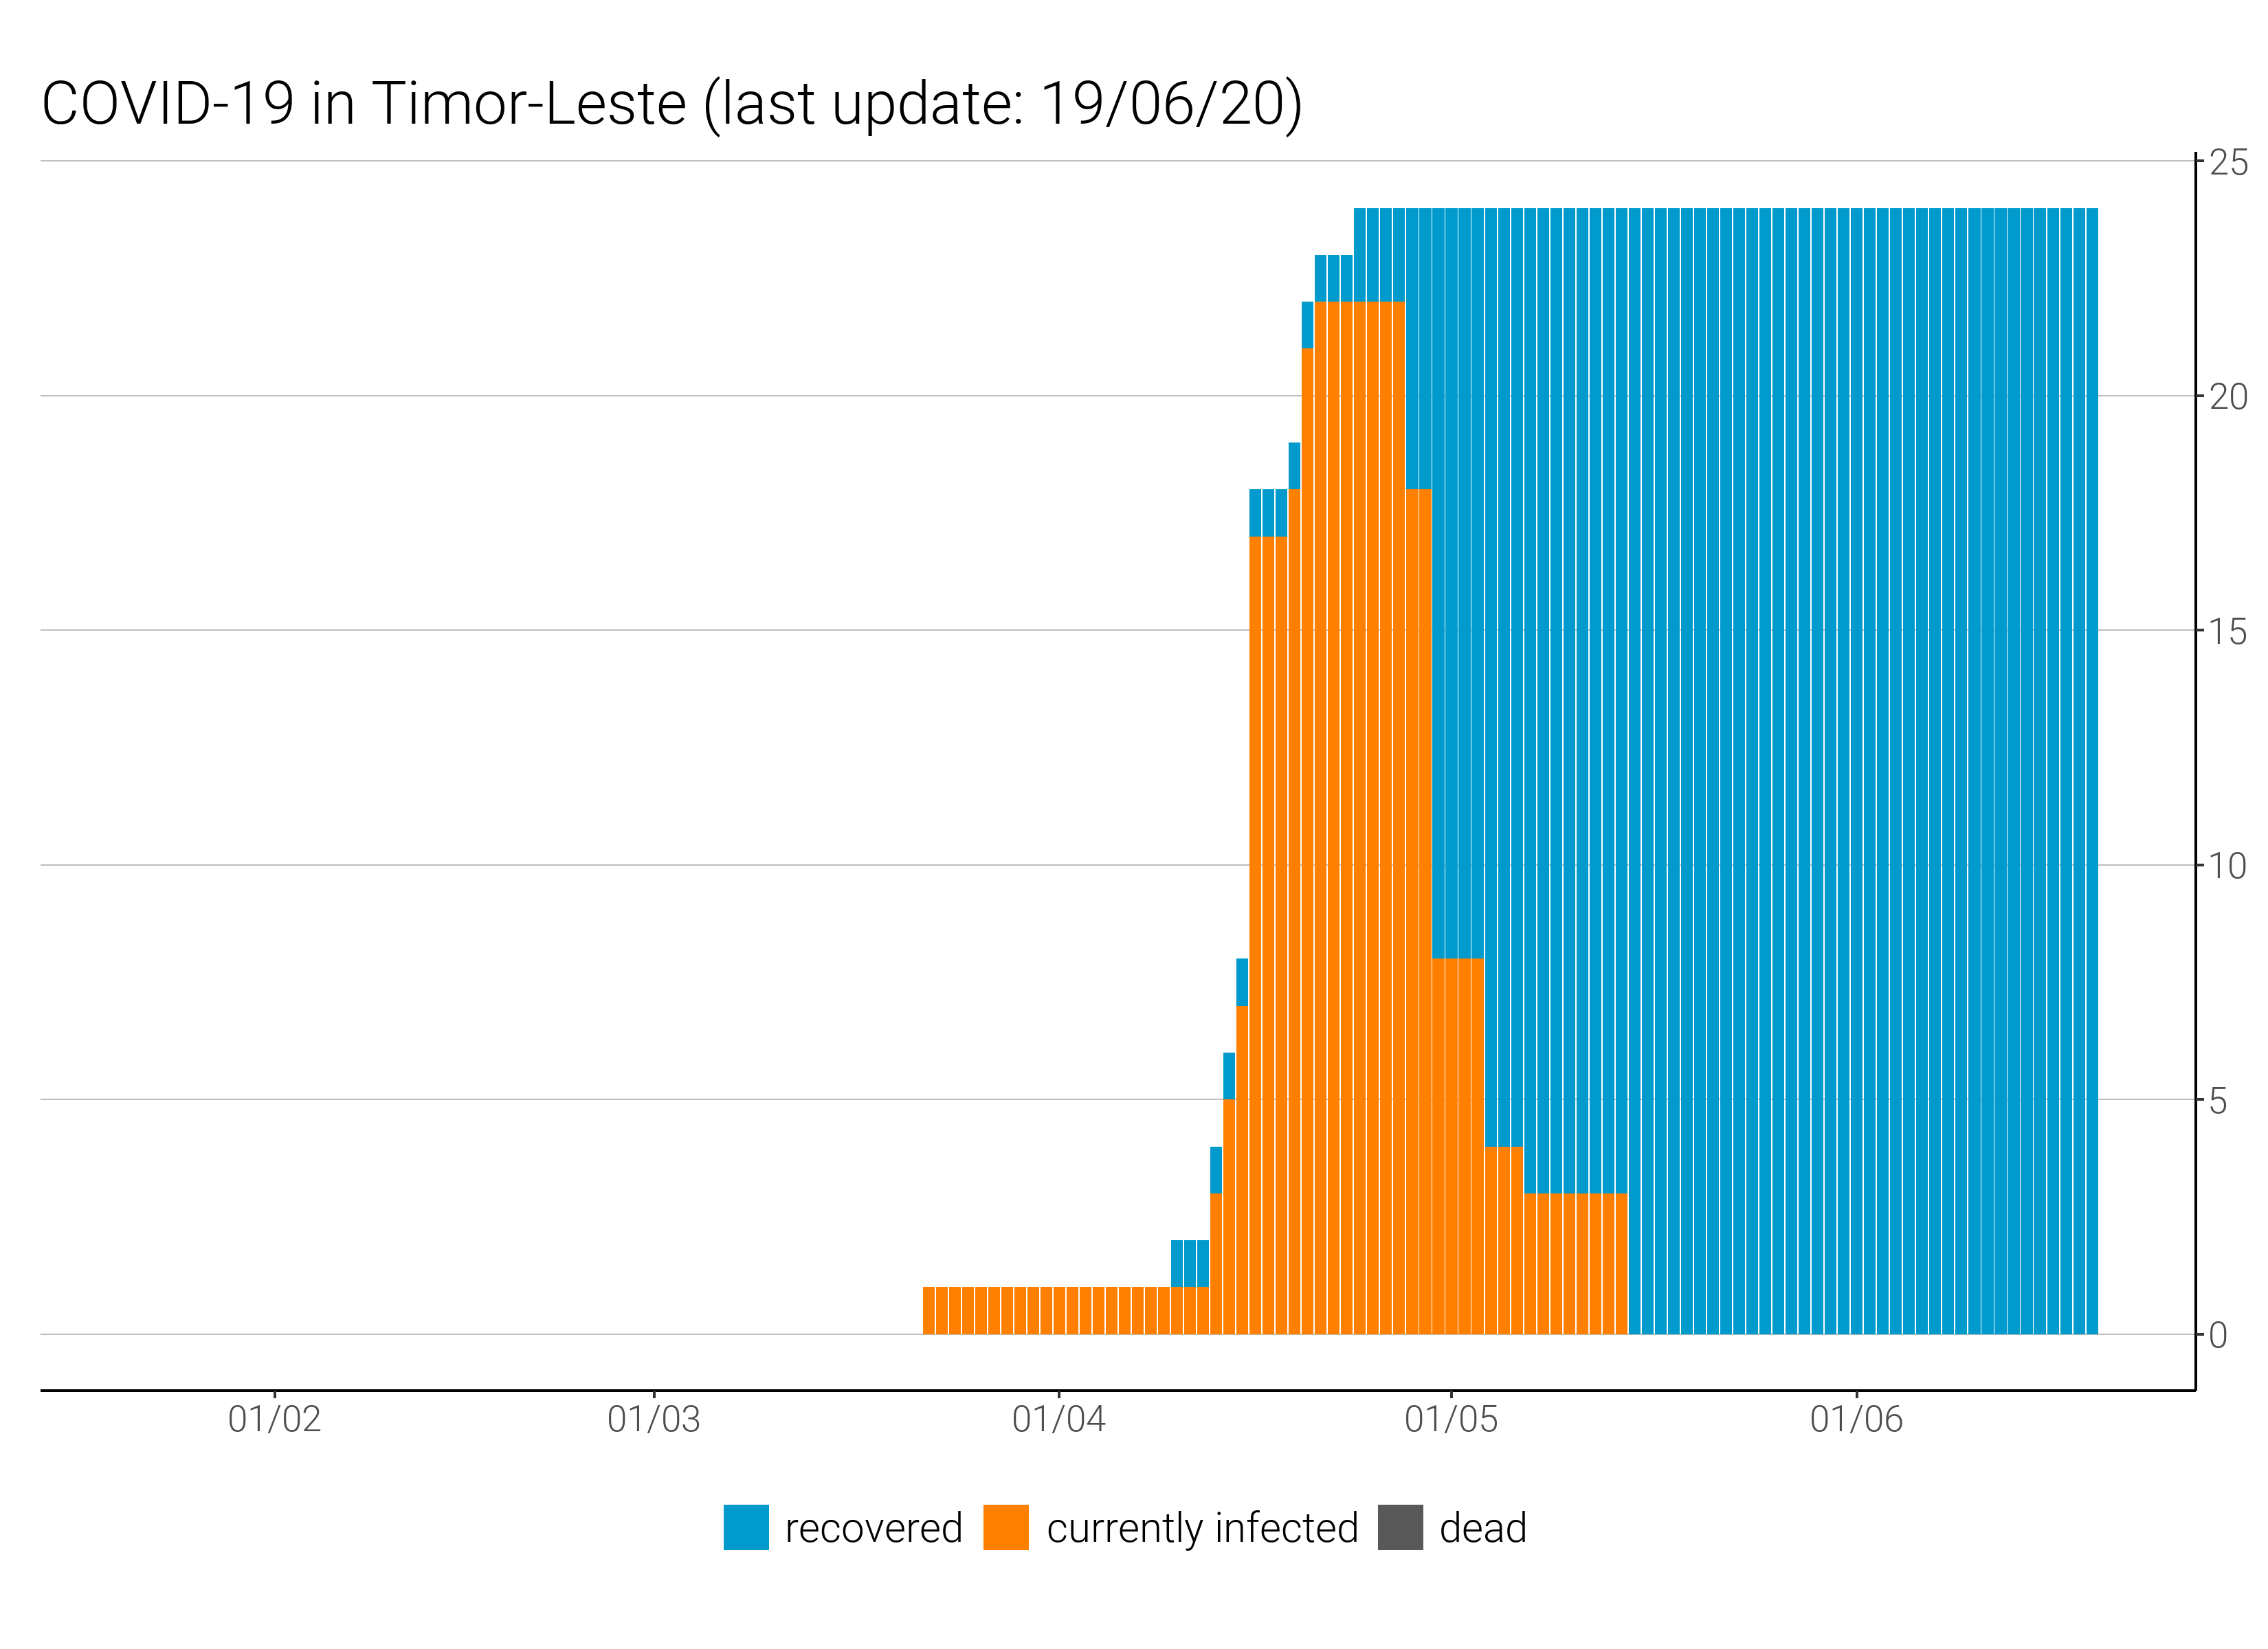 COVID-19 in Timor-Leste (last update: 19/06/20)
25
20
15
10
5
0
01/02 01/03 01/04 01/05 01/06
recovered currently infected dead